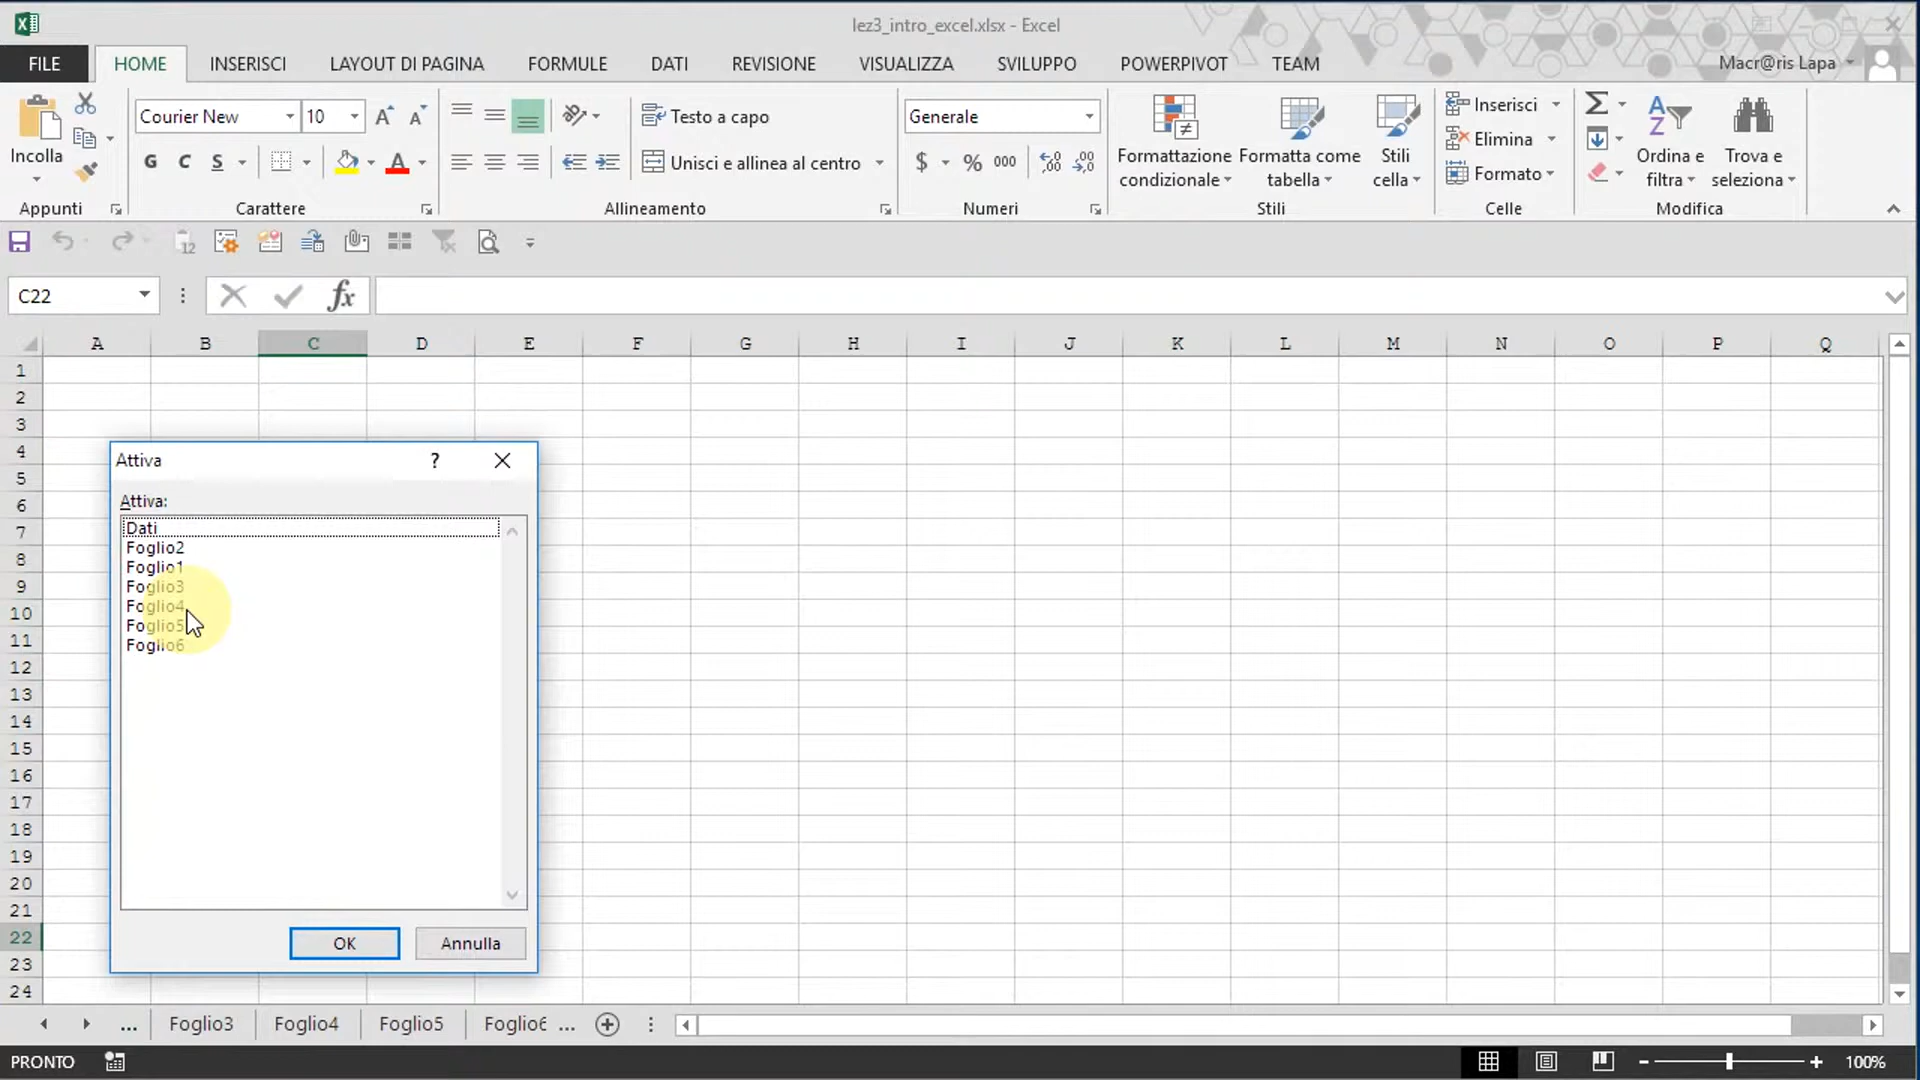 lez3_intro_excel.xlsx - Excel
FILE HOME INSERISCI LAYOUT DI PAGINA FORMULE DATI REVISIONE VISUALIZZA SVILUPPO POWERPIVOT TEAM Macr@ris Lapa
Incolla
Appunti
Courier New 10
G C S A
Carattere
Testo a capo
Unisci e allinea al centro
Allineamento
Generale
$ % 000
Numeri
Formattazione condizionale
Formatta come tabella
Stili cella
Stili
Inserisci
Elimina
Formato
Celle
Ordina e filtra
Trova e seleziona
Modifica
C22
fx
A B C D E F G H I J K L M N O P Q
1
2
3
4
5
6
7
8
9
10
11
12
13
14
15
16
17
18
19
20
21
22
23
24
Attiva ?
Attiva:
Dati
Foglio2
Foglio1
Foglio3
Foglio4
Foglio5
Foglio6
OK Annulla
... Foglio3 Foglio4 Foglio5 Foglio6 ...
PRONTO 100%